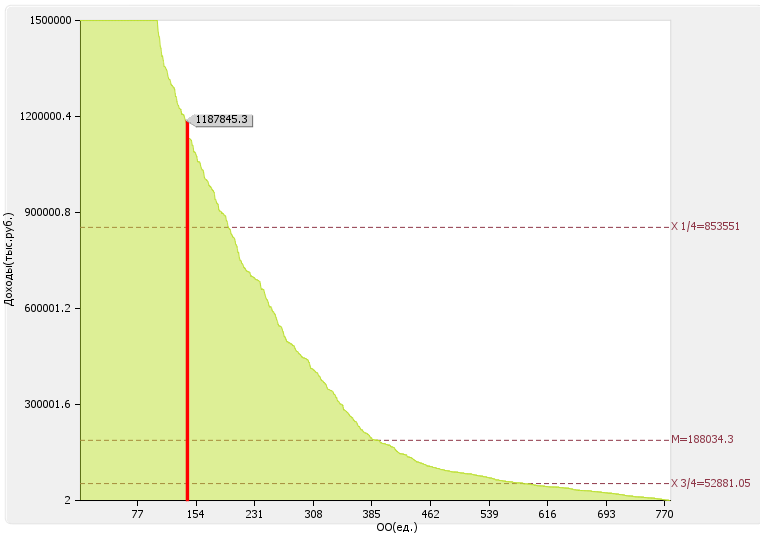 1500000
1200000.4
1187845.3
900000.8
X 1/4=853551
Доходы(тыс.руб.)
600001.2
300001.6
M=188034.3
X 3/4=52881.05
2
77 154 231 308 385 462 539 616 693 770
ОО(ед.)